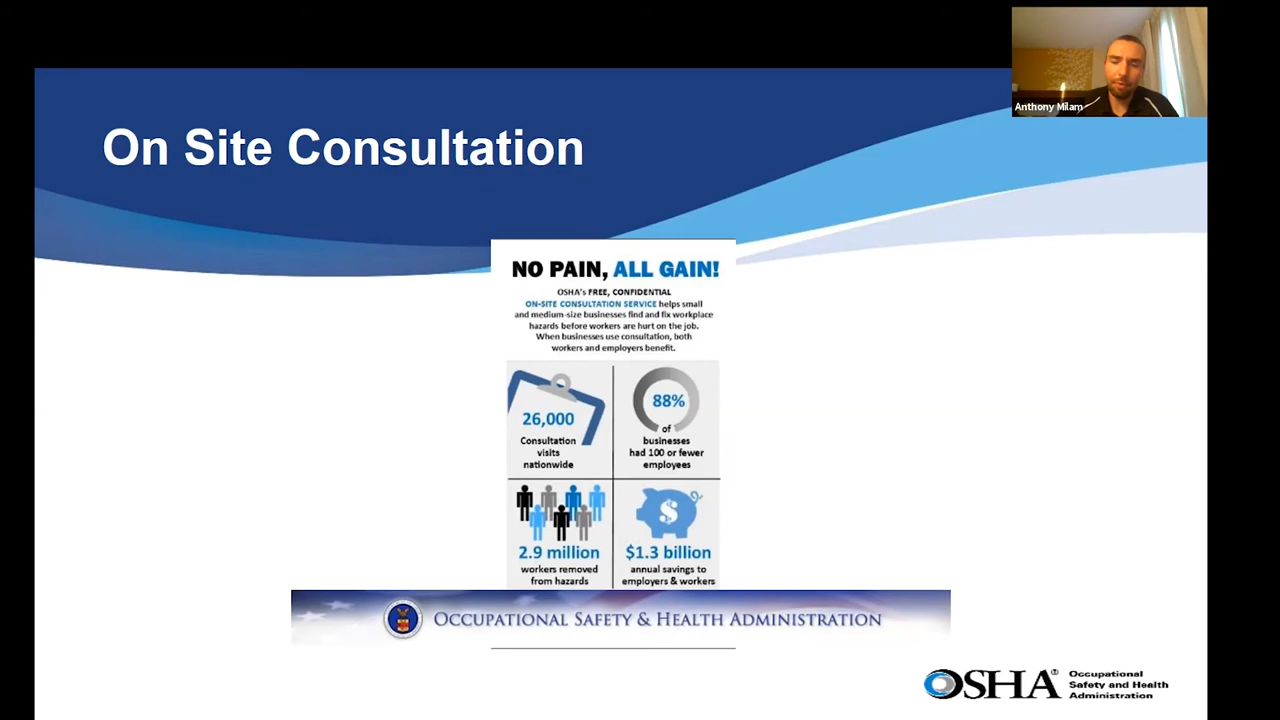 Anthony Milam
On Site Consultation
NO PAIN, ALL GAIN!
OSHA's FREE, CONFIDENTIAL
ON-SITE CONSULTATION SERVICE helps small
and medium-size businesses find and fix workplace
hazards before workers are hurt on the job.
When businesses use consultation, both
workers and employers benefit.
26,000
Consultation
visits
nationwide
88%
of
businesses
had 100 or fewer
employees
2.9 million
workers removed
from hazards
$
$1.3 billion
annual savings to
employers & workers
OCCUPATIONAL SAFETY & HEALTH ADMINISTRATION
OSHA®
Occupational
Safety and Health
Administration